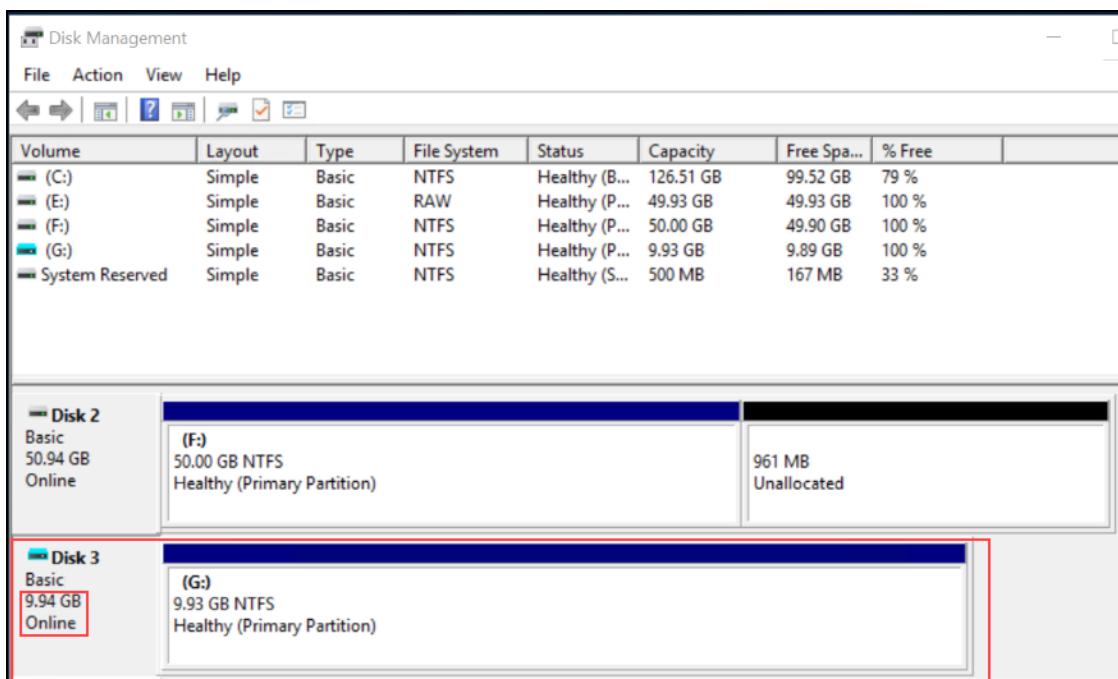 Disk Management
File Action View Help
Volume Layout Type File System Status Capacity Free Spa... % Free
(C:) Simple Basic NTFS Healthy (B... 126.51 GB 99.52 GB 79 %
(E:) Simple Basic RAW Healthy (P... 49.93 GB 49.93 GB 100 %
(F:) Simple Basic NTFS Healthy (P... 50.00 GB 49.90 GB 100 %
(G:) Simple Basic NTFS Healthy (P... 9.93 GB 9.89 GB 100 %
System Reserved Simple Basic NTFS Healthy (S... 500 MB 167 MB 33 %
Disk 2
Basic
50.94 GB
Online
(F:)
50.00 GB NTFS
Healthy (Primary Partition)
961 MB
Unallocated
Disk 3
Basic
9.94 GB
Online
(G:)
9.93 GB NTFS
Healthy (Primary Partition)